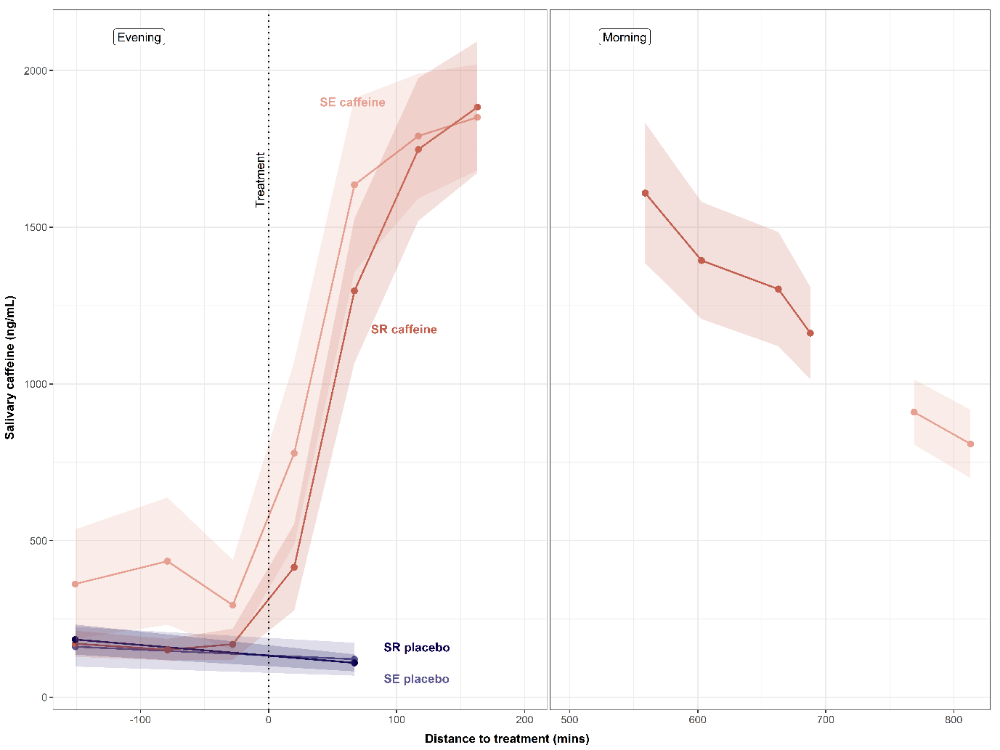 Evening
Morning
2000
SE caffeine
Treatment
1500
SR caffeine
1000
500
SR placebo
SE placebo
0
Salivary caffeine (ng/mL)
-100 0 100 200 500 600 700 800
Distance to treatment (mins)